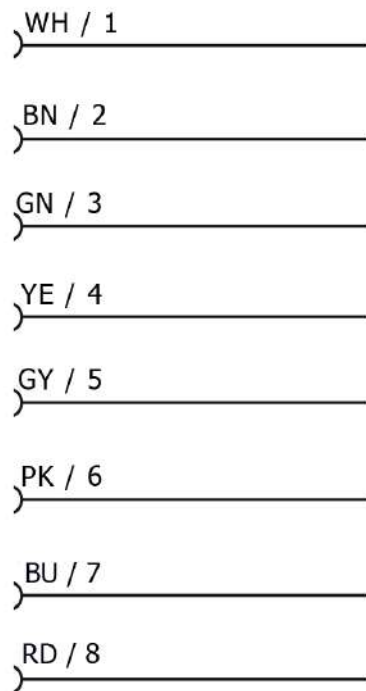 WH / 1
BN / 2
GN / 3
YE / 4
GY / 5
PK / 6
BU / 7
RD / 8